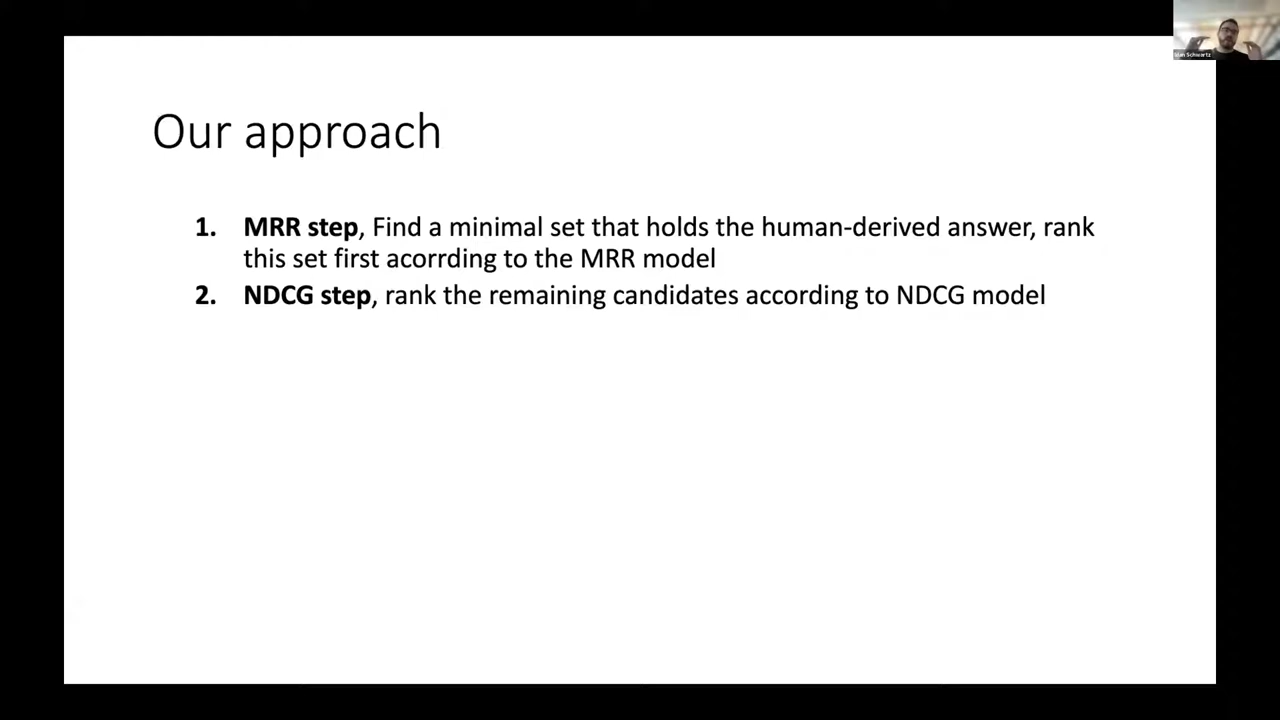 Schwartz
Our approach
1. MRR step, Find a minimal set that holds the human-derived answer, rank
this set first acorrding to the MRR model
2. NDCG step, rank the remaining candidates according to NDCG model